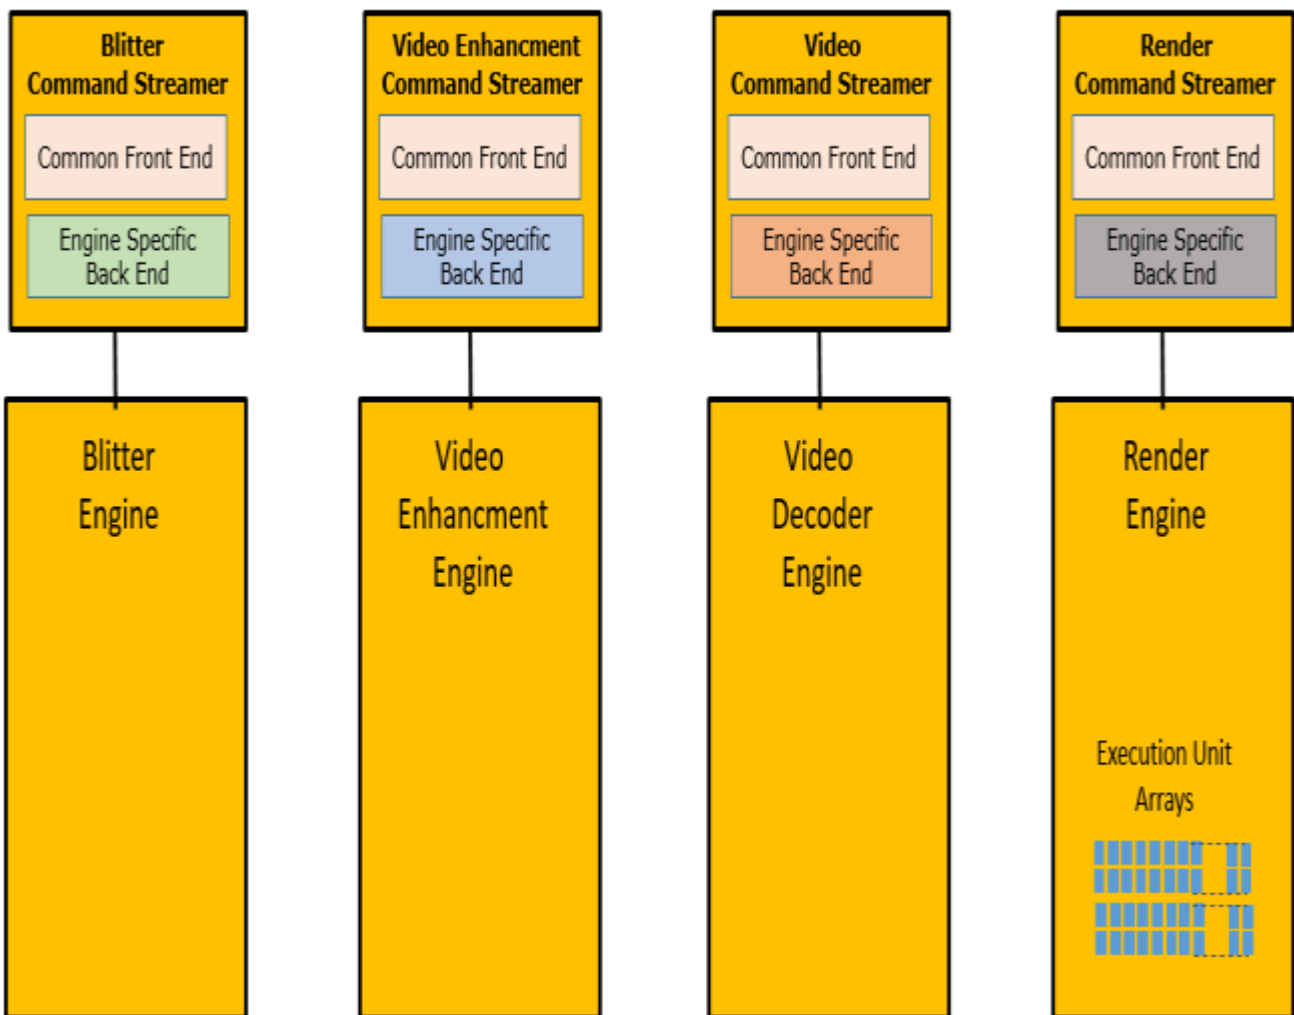 Blitter
Command Streamer
Common Front End
Engine Specific
Back End
Video Enhancment
Command Streamer
Common Front End
Engine Specific
Back End
Video
Command Streamer
Common Front End
Engine Specific
Back End
Render
Command Streamer
Common Front End
Engine Specific
Back End
Blitter
Engine
Video
Enhancment
Engine
Video
Decoder
Engine
Render
Engine
Execution Unit
Arrays